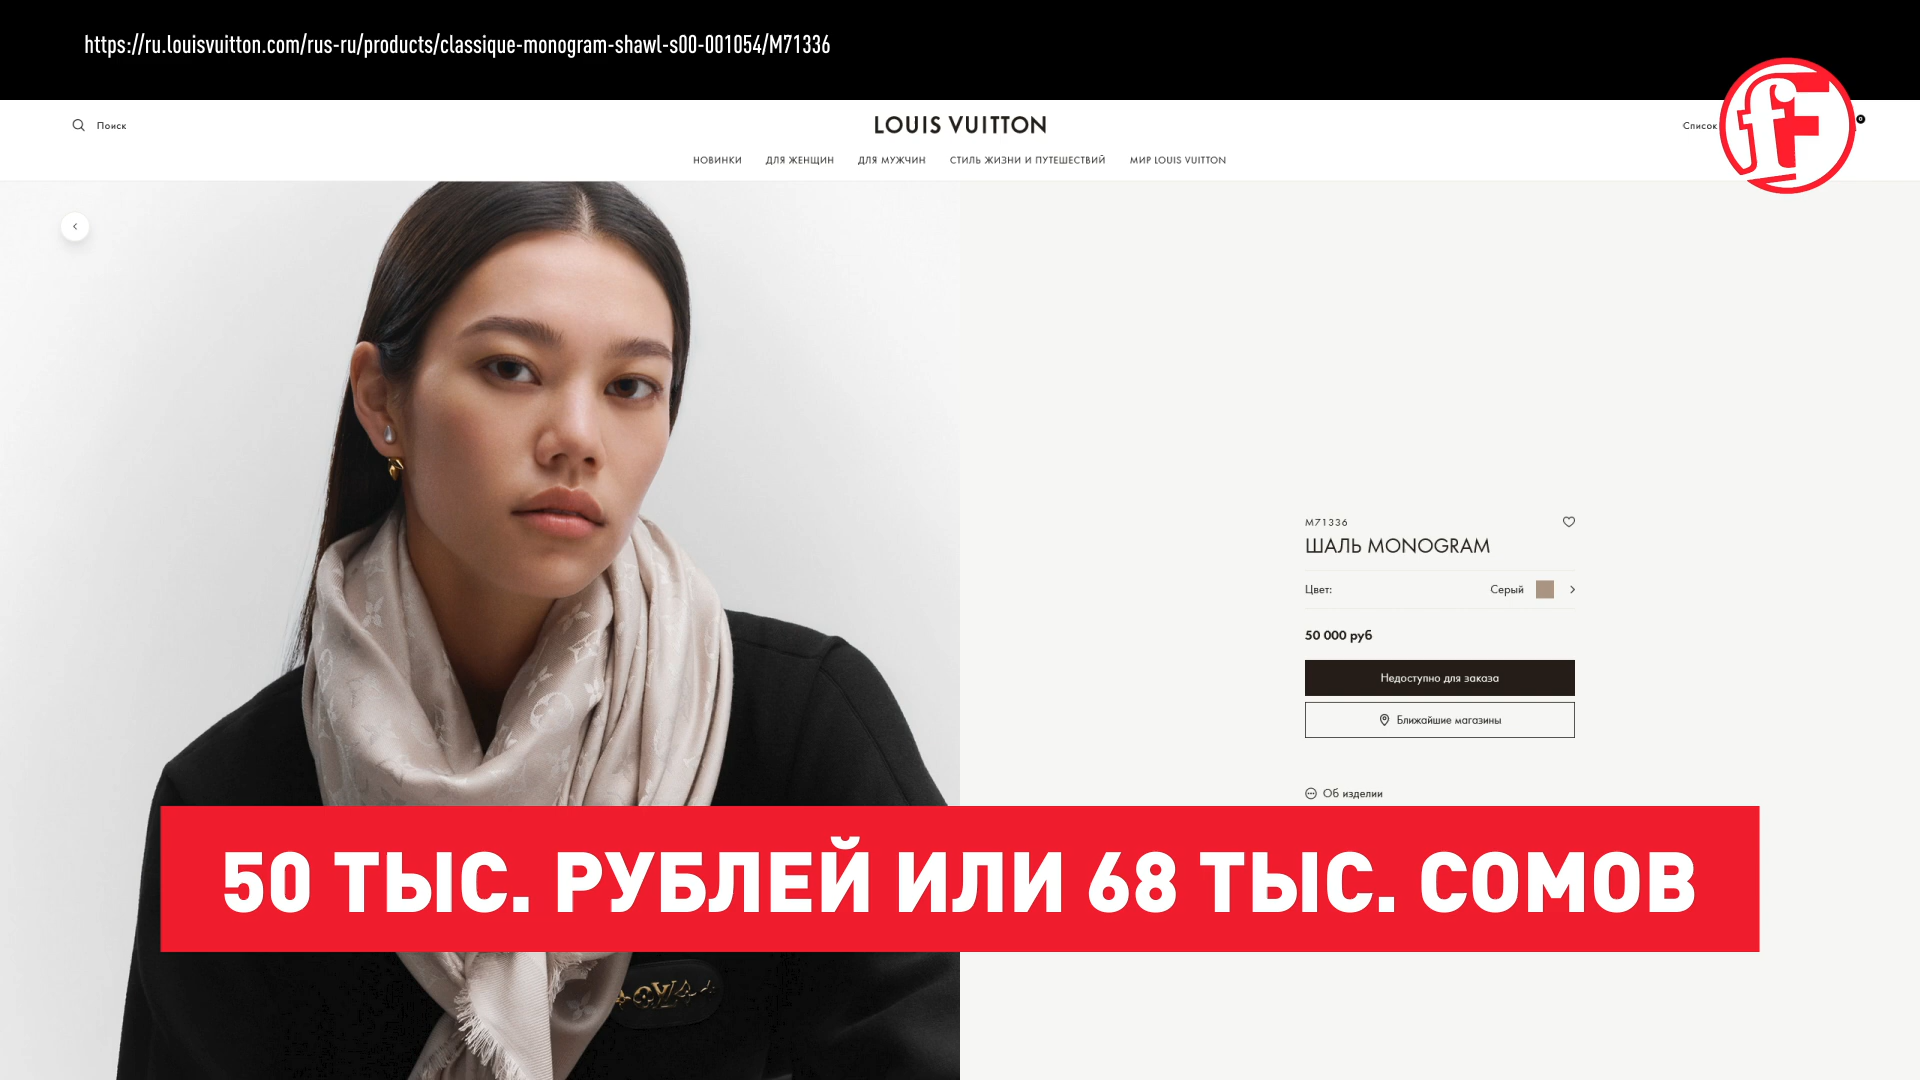 https://ru.louisvuitton.com/rus-ru/products/classique-monogram-shawl-s00-001054/M71336
Поиск
LOUIS VUITTON
Список
0
НОВИНКИ ДЛЯ ЖЕНЩИН ДЛЯ МУЖЧИН СТИЛЬ ЖИЗНИ И ПУТЕШЕСТВИЙ МИР LOUIS VUITTON
fF
M71336
ШАЛЬ MONOGRAM
Цвет: Серый
50 000 руб
Недоступно для заказа
Ближайшие магазины
Об изделии
50 ТЫС. РУБЛЕЙ ИЛИ 68 ТЫС. СОМОВ